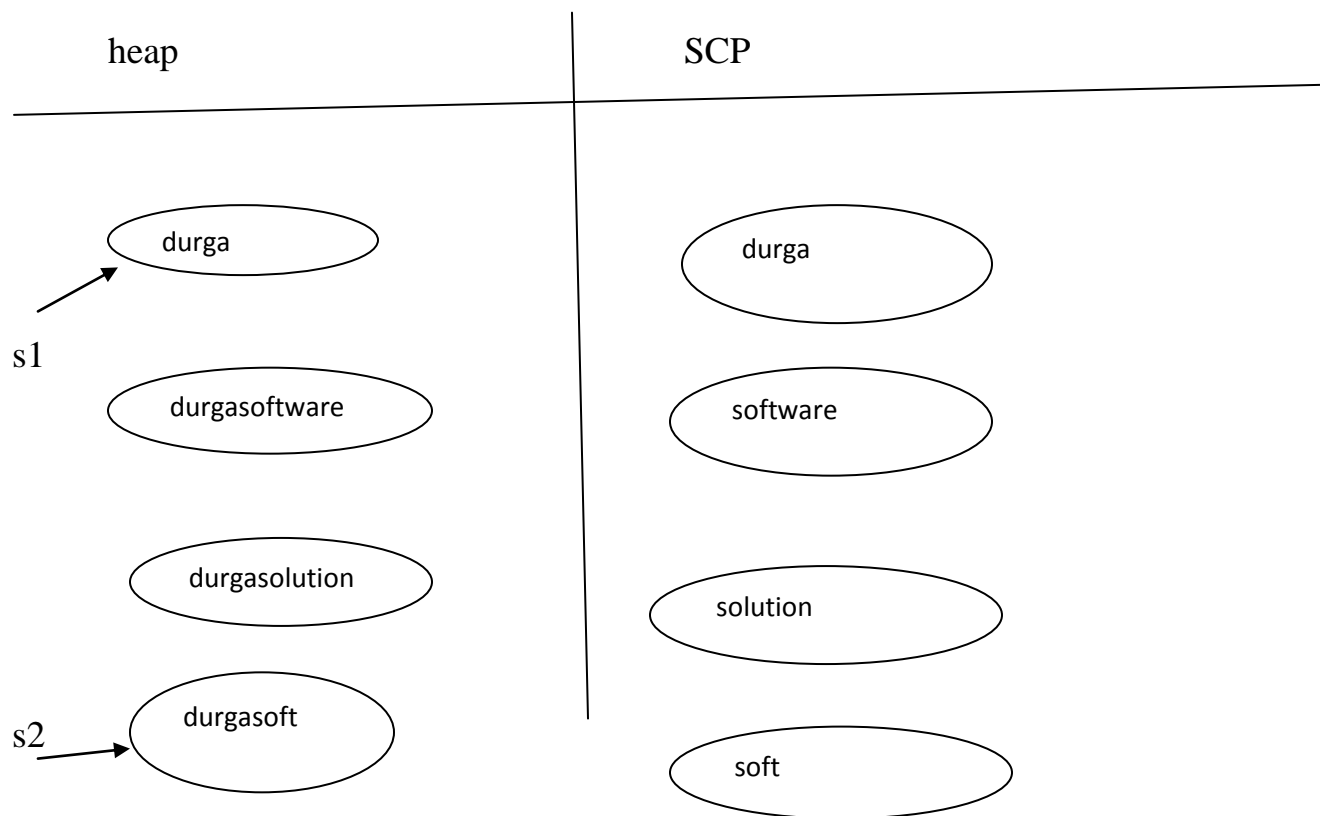 heap
SCP
durga
durga
s1
durgasoftware
software
durgasolution
solution
durgasoft
s2
soft